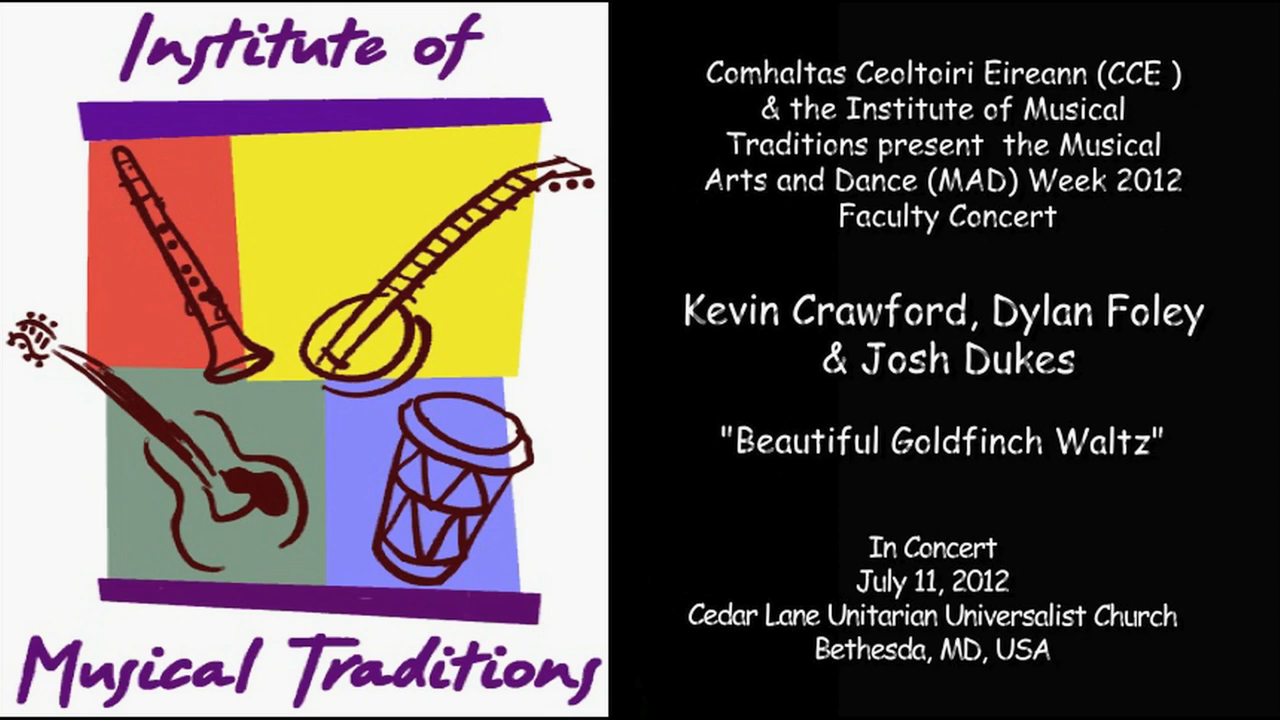 Institute of
Musical Traditions
Comhaltas Ceoltoiri Eireann (CCE )
& the Institute of Musical
Traditions present the Musical
Arts and Dance (MAD) Week 2012
Faculty Concert
Kevin Crawford, Dylan Foley
& Josh Dukes
"Beautiful Goldfinch Waltz"
In Concert
July 11, 2012
Cedar Lane Unitarian Universalist Church
Bethesda, MD, USA